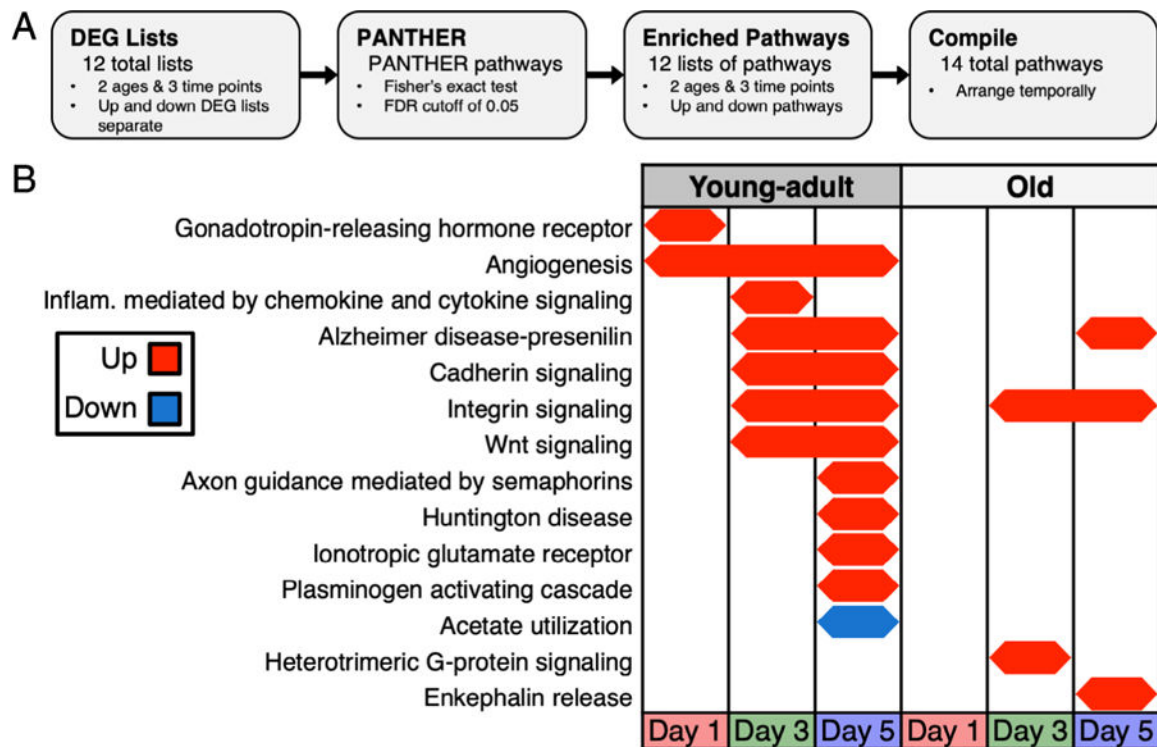 A
DEG Lists
12 total lists
• 2 ages & 3 time points
• Up and down DEG lists
separate
PANTHER
PANTHER pathways
• Fisher's exact test
• FDR cutoff of 0.05
Enriched Pathways
12 lists of pathways
• 2 ages & 3 time points
• Up and down pathways
Compile
14 total pathways
• Arrange temporally
B
Young-adult
Old
Gonadotropin-releasing hormone receptor
Angiogenesis
Inflam. mediated by chemokine and cytokine signaling
Alzheimer disease-presenilin
Cadherin signaling
Integrin signaling
Wnt signaling
Axon guidance mediated by semaphorins
Huntington disease
Ionotropic glutamate receptor
Plasminogen activating cascade
Acetate utilization
Heterotrimeric G-protein signaling
Enkephalin release
Up
Down
Day 1 Day 3 Day 5 Day 1 Day 3 Day 5